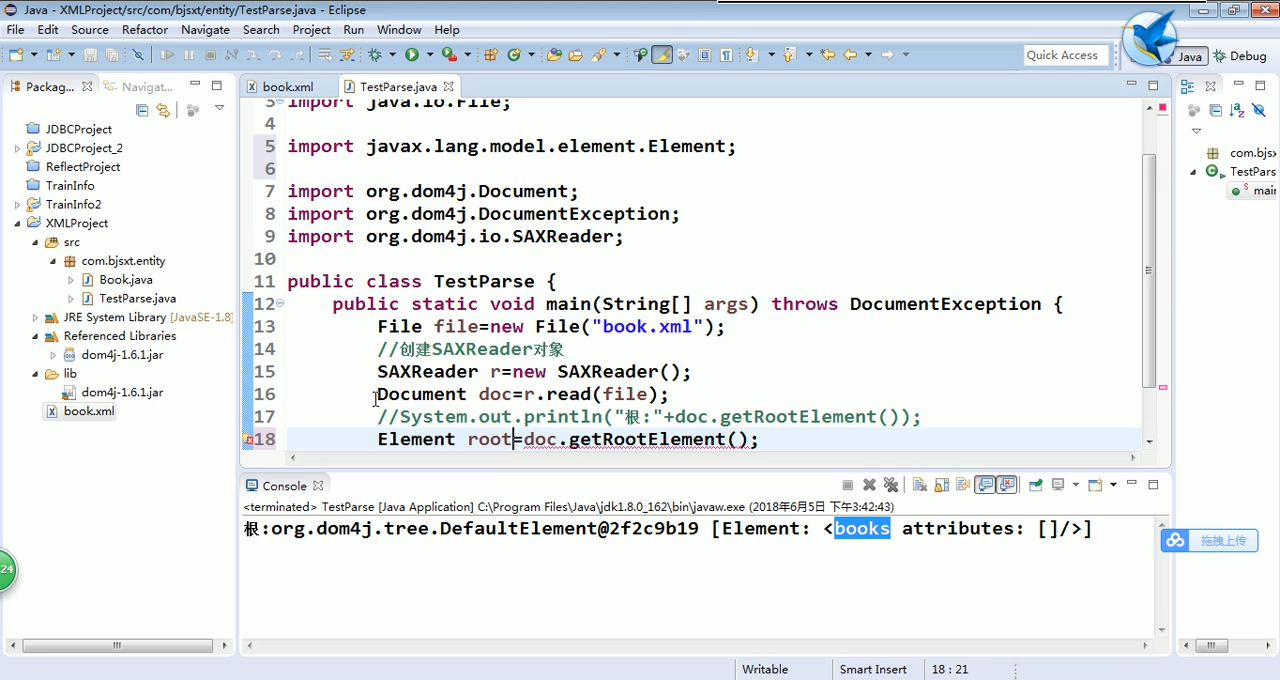 Java - XMLProject/src/com/bjsxt/entity/TestParse.java - Eclipse
File Edit Source Refactor Navigate Search Project Run Window Help
Quick Access Java Debug
Packag... Navigat...
JDBCProject
JDBCProject_2
ReflectProject
TrainInfo
TrainInfo2
XMLProject
src
com.bjsxt.entity
Book.java
TestParse.java
JRE System Library [JavaSE-1.8]
Referenced Libraries
dom4j-1.6.1.jar
lib
dom4j-1.6.1.jar
book.xml
book.xml TestParse.java
3 import java.io.File;
4
5 import javax.lang.model.element.Element;
6
7 import org.dom4j.Document;
8 import org.dom4j.DocumentException;
9 import org.dom4j.io.SAXReader;
10
11 public class TestParse {
12 public static void main(String[] args) throws DocumentException {
13 File file=new File("book.xml");
14 //创建SAXReader对象
15 SAXReader r=new SAXReader();
16 Document doc=r.read(file);
17 //System.out.println("根:"+doc.getRootElement());
18 Element root=doc.getRootElement();
com.bjsx
TestPars
main
Console
<terminated> TestParse [Java Application] C:\Program Files\Java\jdk1.8.0_162\bin\javaw.exe (2018年6月5日 下午3:42:43)
根:org.dom4j.tree.DefaultElement@2f2c9b19 [Element: <books attributes: []/>]
拖拽上传
24
Writable Smart Insert 18 : 21